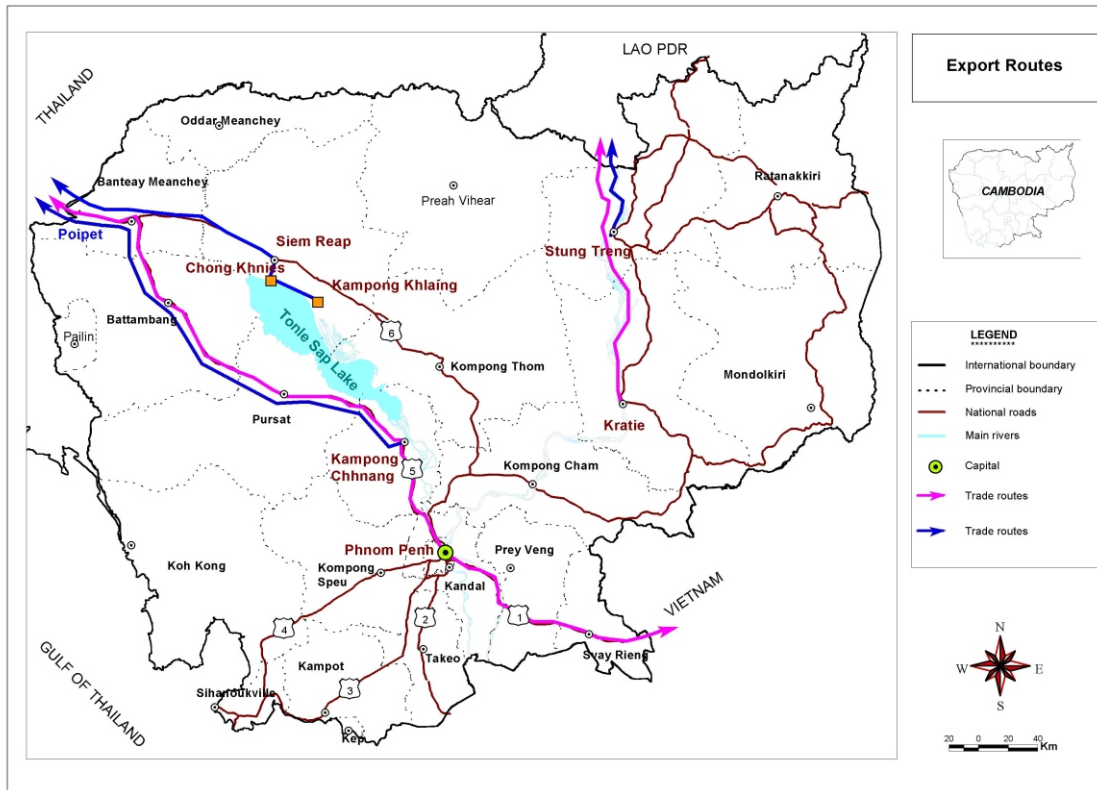 LAO PDR
Export Routes
THAILAND
Oddar Meanchey
Banteay Meanchey
Preah Vihear
Ratanakkiri
CAMBODIA
Poipet
Siem Reap
Stung Treng
Chong Khnies
Kampong Khlaing
Tonle Sap Lake
Battambang
6
Pailin
Kompong Thom
Mondolkiri
Pursat
Kratie
Kampong
Chhnang
5
Kompong Cham
Phnom Penh
Prey Veng
Koh Kong
Kompong
Speu
Kandal
VIETNAM
1
2
4
Svay Rieng
Takeo
Kampot
3
GULF OF THAILAND
Sihanoukville
Kep
LEGEND
**********
International boundary
Provincial boundary
National roads
Main rivers
Capital
Trade routes
Trade routes
N
W
E
S
20 0 20 40
Km